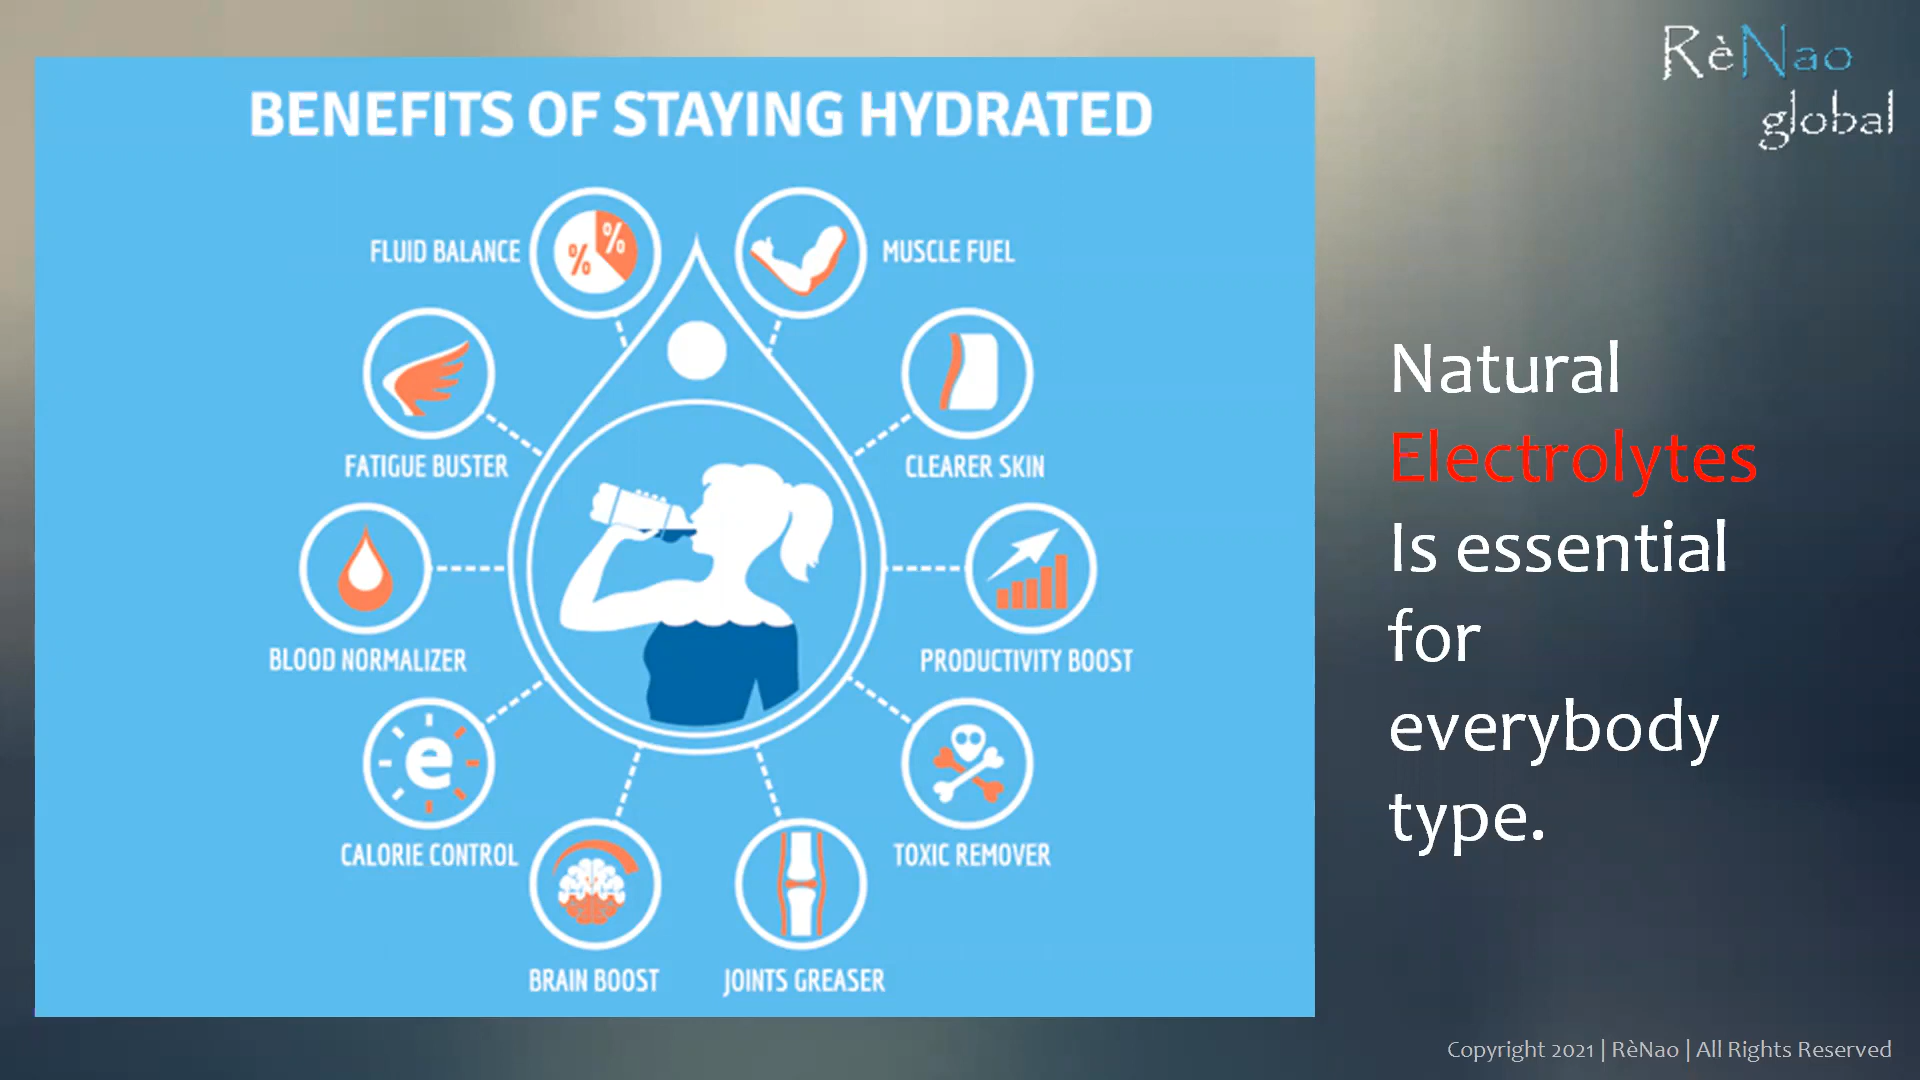 RèNao
global
BENEFITS OF STAYING HYDRATED
FLUID BALANCE
%
%
MUSCLE FUEL
FATIGUE BUSTER
CLEARER SKIN
BLOOD NORMALIZER
PRODUCTIVITY BOOST
e
CALORIE CONTROL
TOXIC REMOVER
BRAIN BOOST
JOINTS GREASER
Natural
Electrolytes
Is essential
for
everybody
type.
Copyright 2021 | RèNao | All Rights Reserved